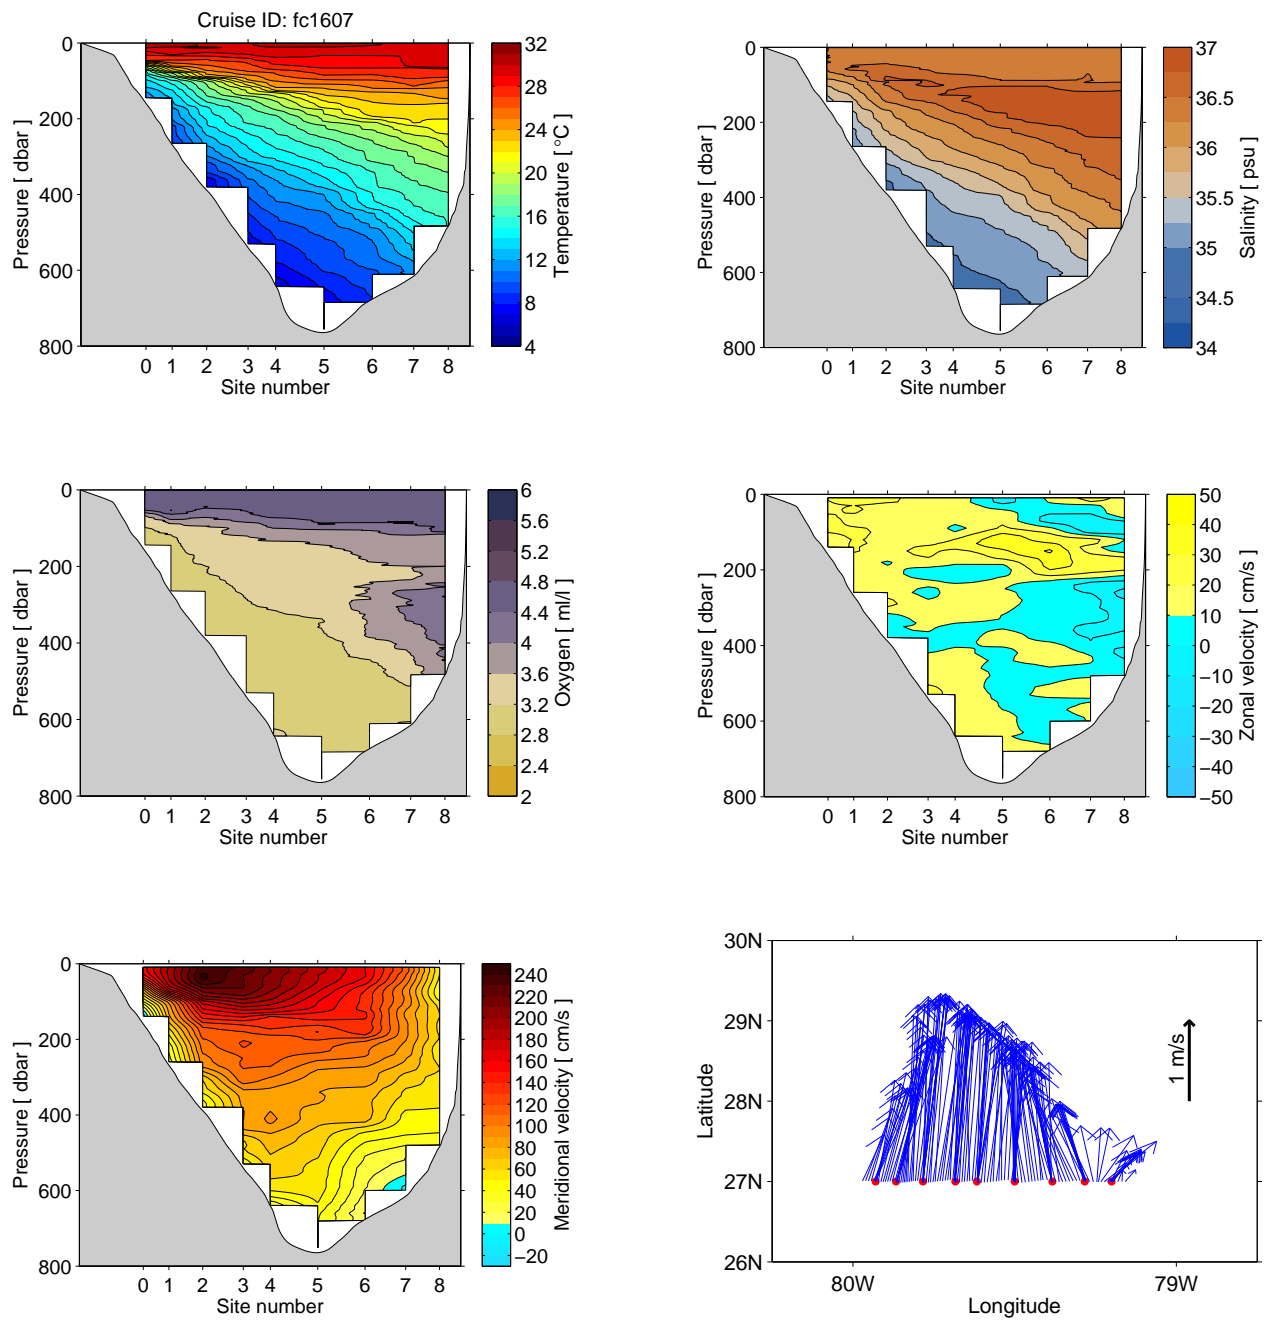 Cruise ID: fc1607
0
200
400
600
800
Pressure [ dbar ]
0 1 2 3 4 5 6 7 8
Site number
32
28
24
20
16
12
8
4
Temperature [ °C ]
0
200
400
600
800
Pressure [ dbar ]
0 1 2 3 4 5 6 7 8
Site number
37
36.5
36
35.5
35
34.5
34
Salinity [ psu ]
0
200
400
600
800
Pressure [ dbar ]
0 1 2 3 4 5 6 7 8
Site number
6
5.6
5.2
4.8
4.4
4
3.6
3.2
2.8
2.4
2
Oxygen [ ml/l ]
0
200
400
600
800
Pressure [ dbar ]
0 1 2 3 4 5 6 7 8
Site number
50
40
30
20
10
0
−10
−20
−30
−40
−50
Zonal velocity [ cm/s ]
0
200
400
600
800
Pressure [ dbar ]
0 1 2 3 4 5 6 7 8
Site number
240
220
200
180
160
140
120
100
80
60
40
20
0
−20
Meridional velocity [ cm/s ]
30N
29N
28N
27N
26N
Latitude
1 m/s
80W 79W
Longitude